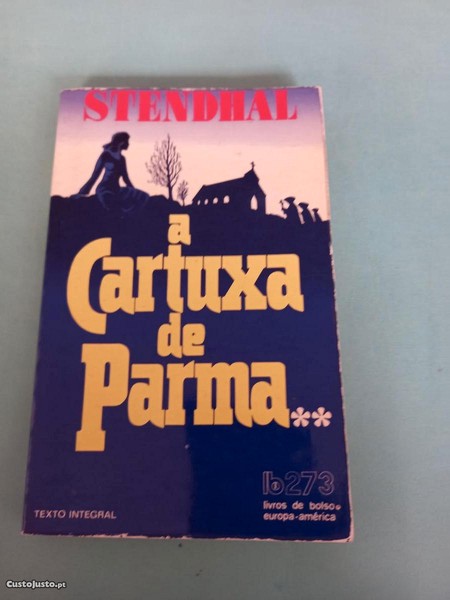 STENDHAL
a
Cartuxa
de
Parma**
lb273
livros de bolso
europa-américa
TEXTO INTEGRAL
CustoJusto.pt